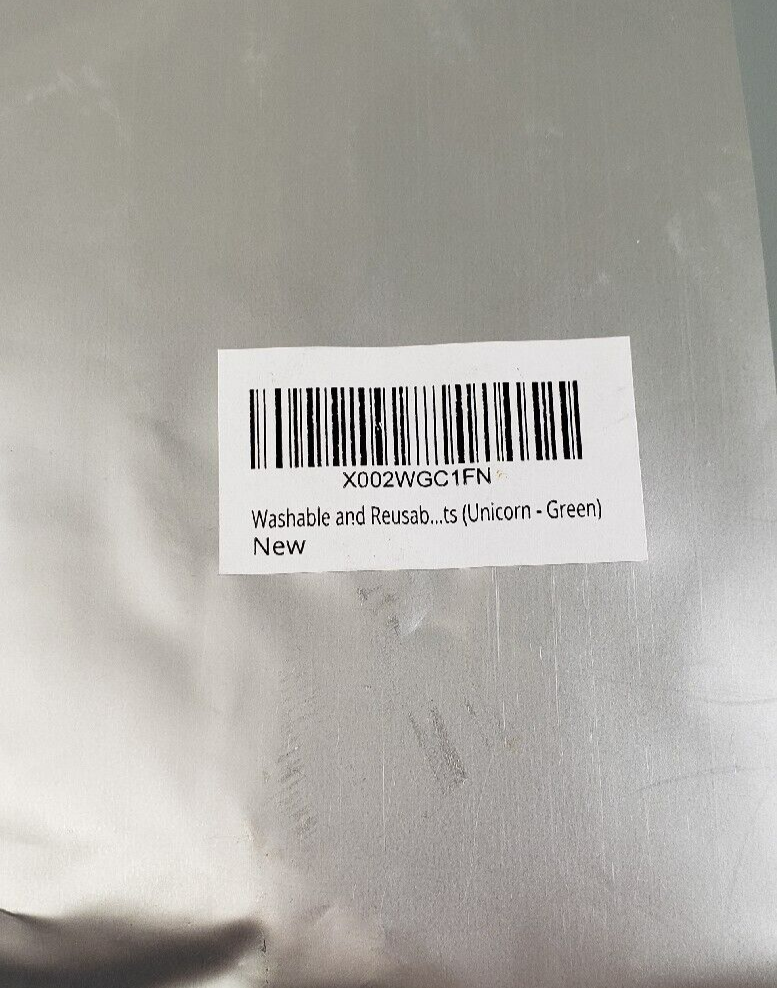 X002WGC1FN
Washable and Reusab...ts (Unicorn - Green)
New